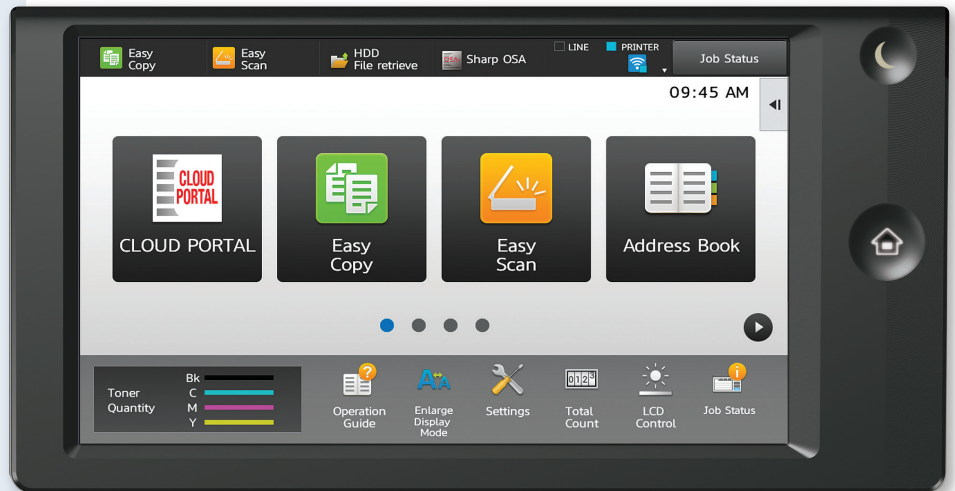 Easy
Copy
Easy
Scan
HDD
File retrieve
OSA
Sharp OSA
LINE
PRINTER
Job Status
09:45 AM
CLOUD
PORTAL
CLOUD PORTAL
Easy
Copy
Easy
Scan
Address Book
Toner
Quantity
Bk
C
M
Y
?
Operation
Guide
A↔A
Enlarge
Display
Mode
Settings
0123
Total
Count
LCD
Control
i
Job Status